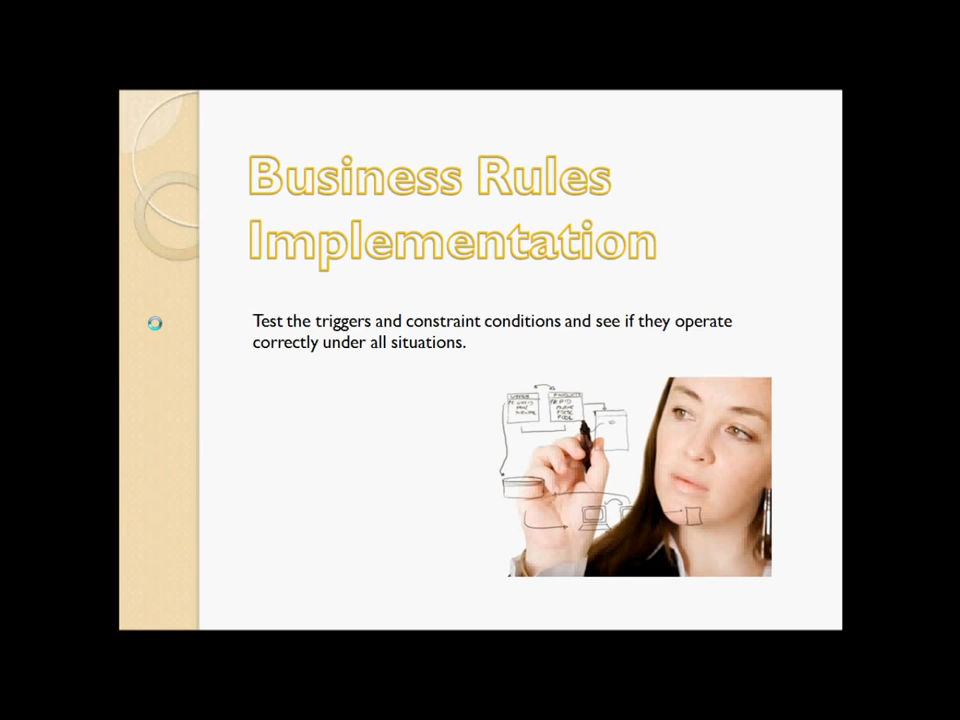 Business Rules
Implementation
Test the triggers and constraint conditions and see if they operate
correctly under all situations.